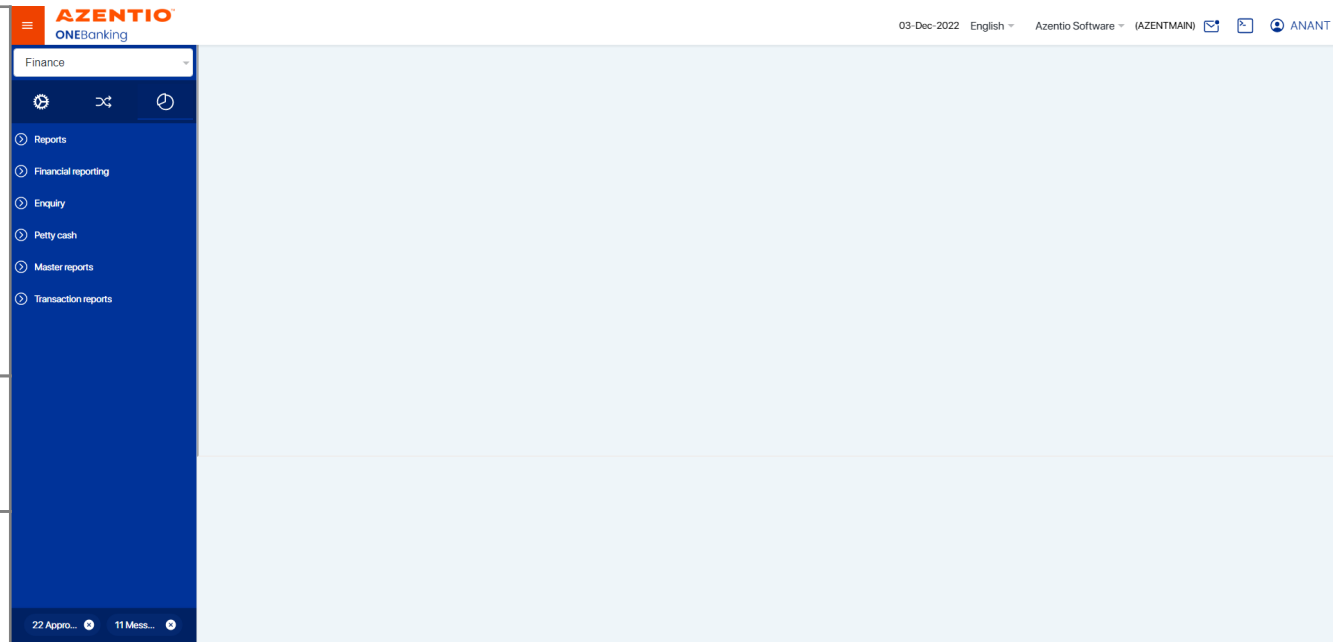 AZENTIO™
ONEBanking
03-Dec-2022 English Azentio Software (AZENTMAIN) ANANT
Finance
Reports
Financial reporting
Enquiry
Petty cash
Master reports
Transaction reports
22 Appro... 11 Mess...